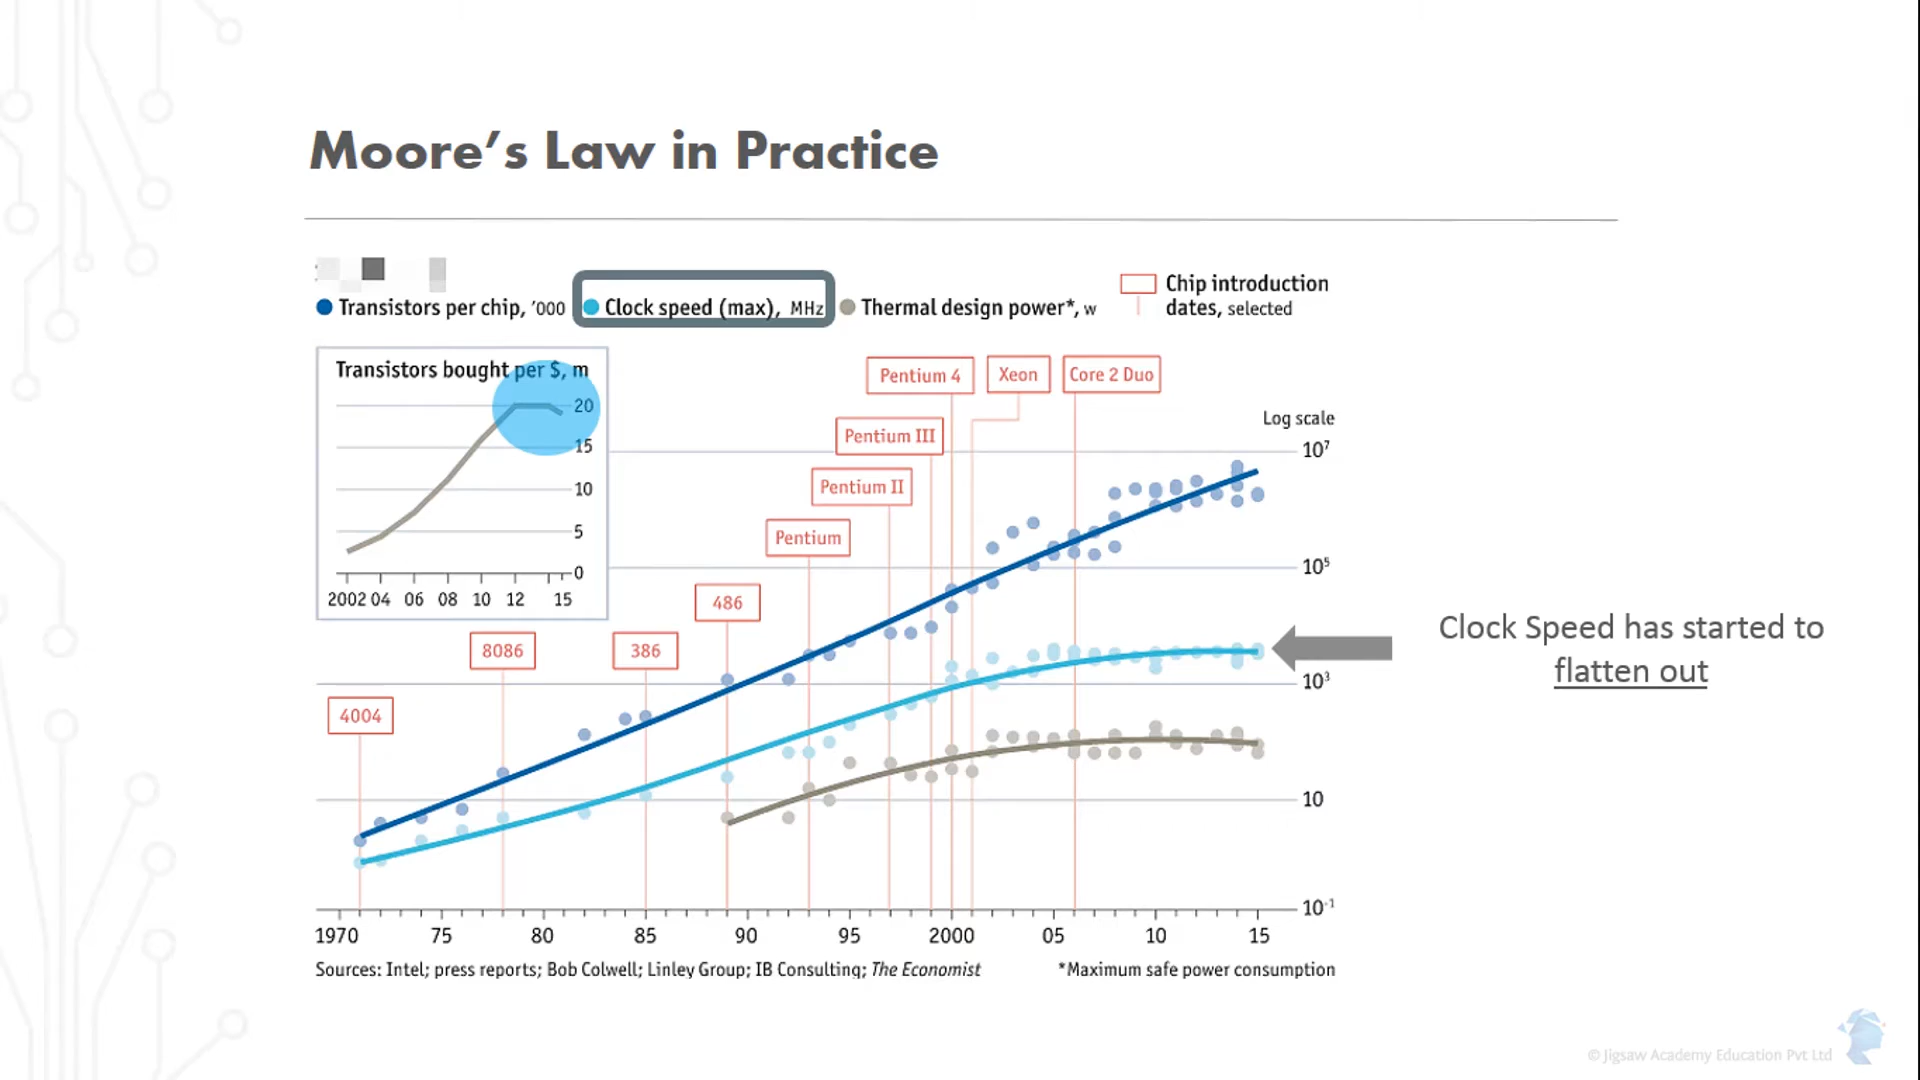 Moore’s Law in Practice
Transistors per chip, ’000
Clock speed (max), MHz
Thermal design power*, w
Chip introduction
dates, selected
Transistors bought per $, m
20
15
10
5
0
2002 04 06 08 10 12 15
Pentium 4
Xeon
Core 2 Duo
Pentium III
Pentium II
Pentium
486
8086
386
4004
Log scale
10⁷
10⁵
10³
10
10⁻¹
1970 75 80 85 90 95 2000 05 10 15
Sources: Intel; press reports; Bob Colwell; Linley Group; IB Consulting; The Economist
*Maximum safe power consumption
Clock Speed has started to
flatten out
© Jigsaw Academy Education Pvt Ltd